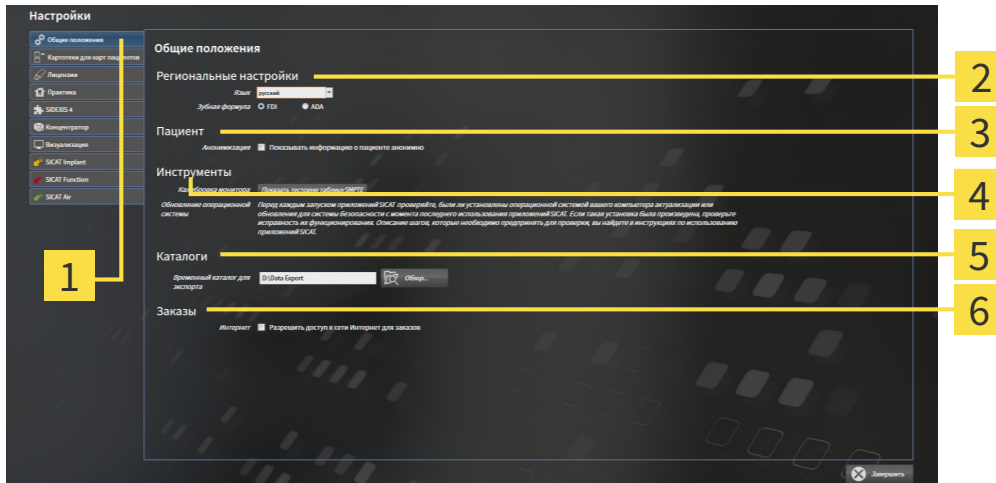 Настройки
Общие положения
Картотеки для карт пациентов
Лицензии
Практика
SIDEXIS 4
Концентратор
Визуализация
SICAT Implant
SICAT Function
SICAT Air
Общие положения
Региональные настройки
Язык русский
Зубная формула FDI ADA
Пациент
Анонимизация Показывать информацию о пациенте анонимно
Инструменты
Калибровка монитора Показать тестовую таблицу SMPTE
Обновление операционной системы
Перед каждым запуском приложений SICAT проверяйте, были ли установлены операционной системой вашего компьютера актуализации или
обновления для системы безопасности с момента последнего использования приложений SICAT. Если такая установка была произведена, проверьте
исправность их функционирования. Описание шагов, которые необходимо предпринять для проверки, вы найдете в инструкциях по использованию
приложений SICAT.
Каталоги
Временный каталог для экспорта
D:\Data Export
Обзор...
Заказы
Интернет Разрешить доступ к сети Интернет для заказов
Завершить
1
2
3
4
5
6